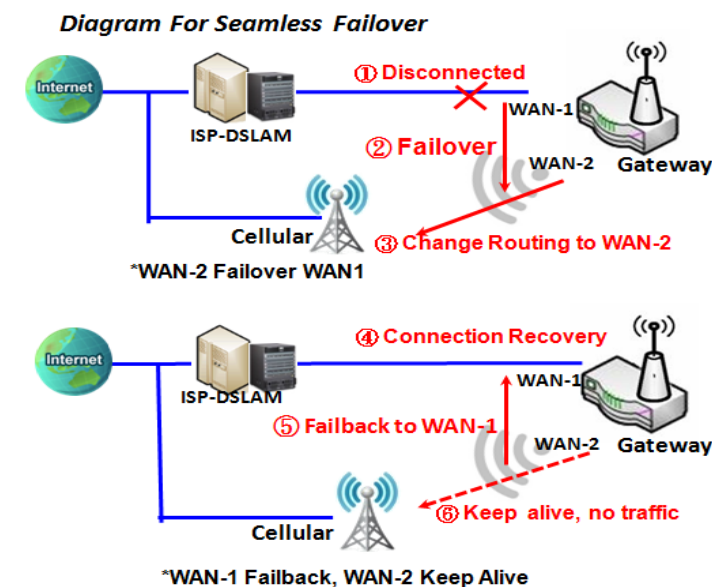 Diagram For Seamless Failover
Internet
① Disconnected
WAN-1
ISP-DSLAM
② Failover
WAN-2
Gateway
Cellular
③ Change Routing to WAN-2
*WAN-2 Failover WAN1
④ Connection Recovery
Internet
WAN-1
ISP-DSLAM
⑤ Failback to WAN-1
WAN-2
Gateway
⑥ Keep alive, no traffic
Cellular
*WAN-1 Failback, WAN-2 Keep Alive